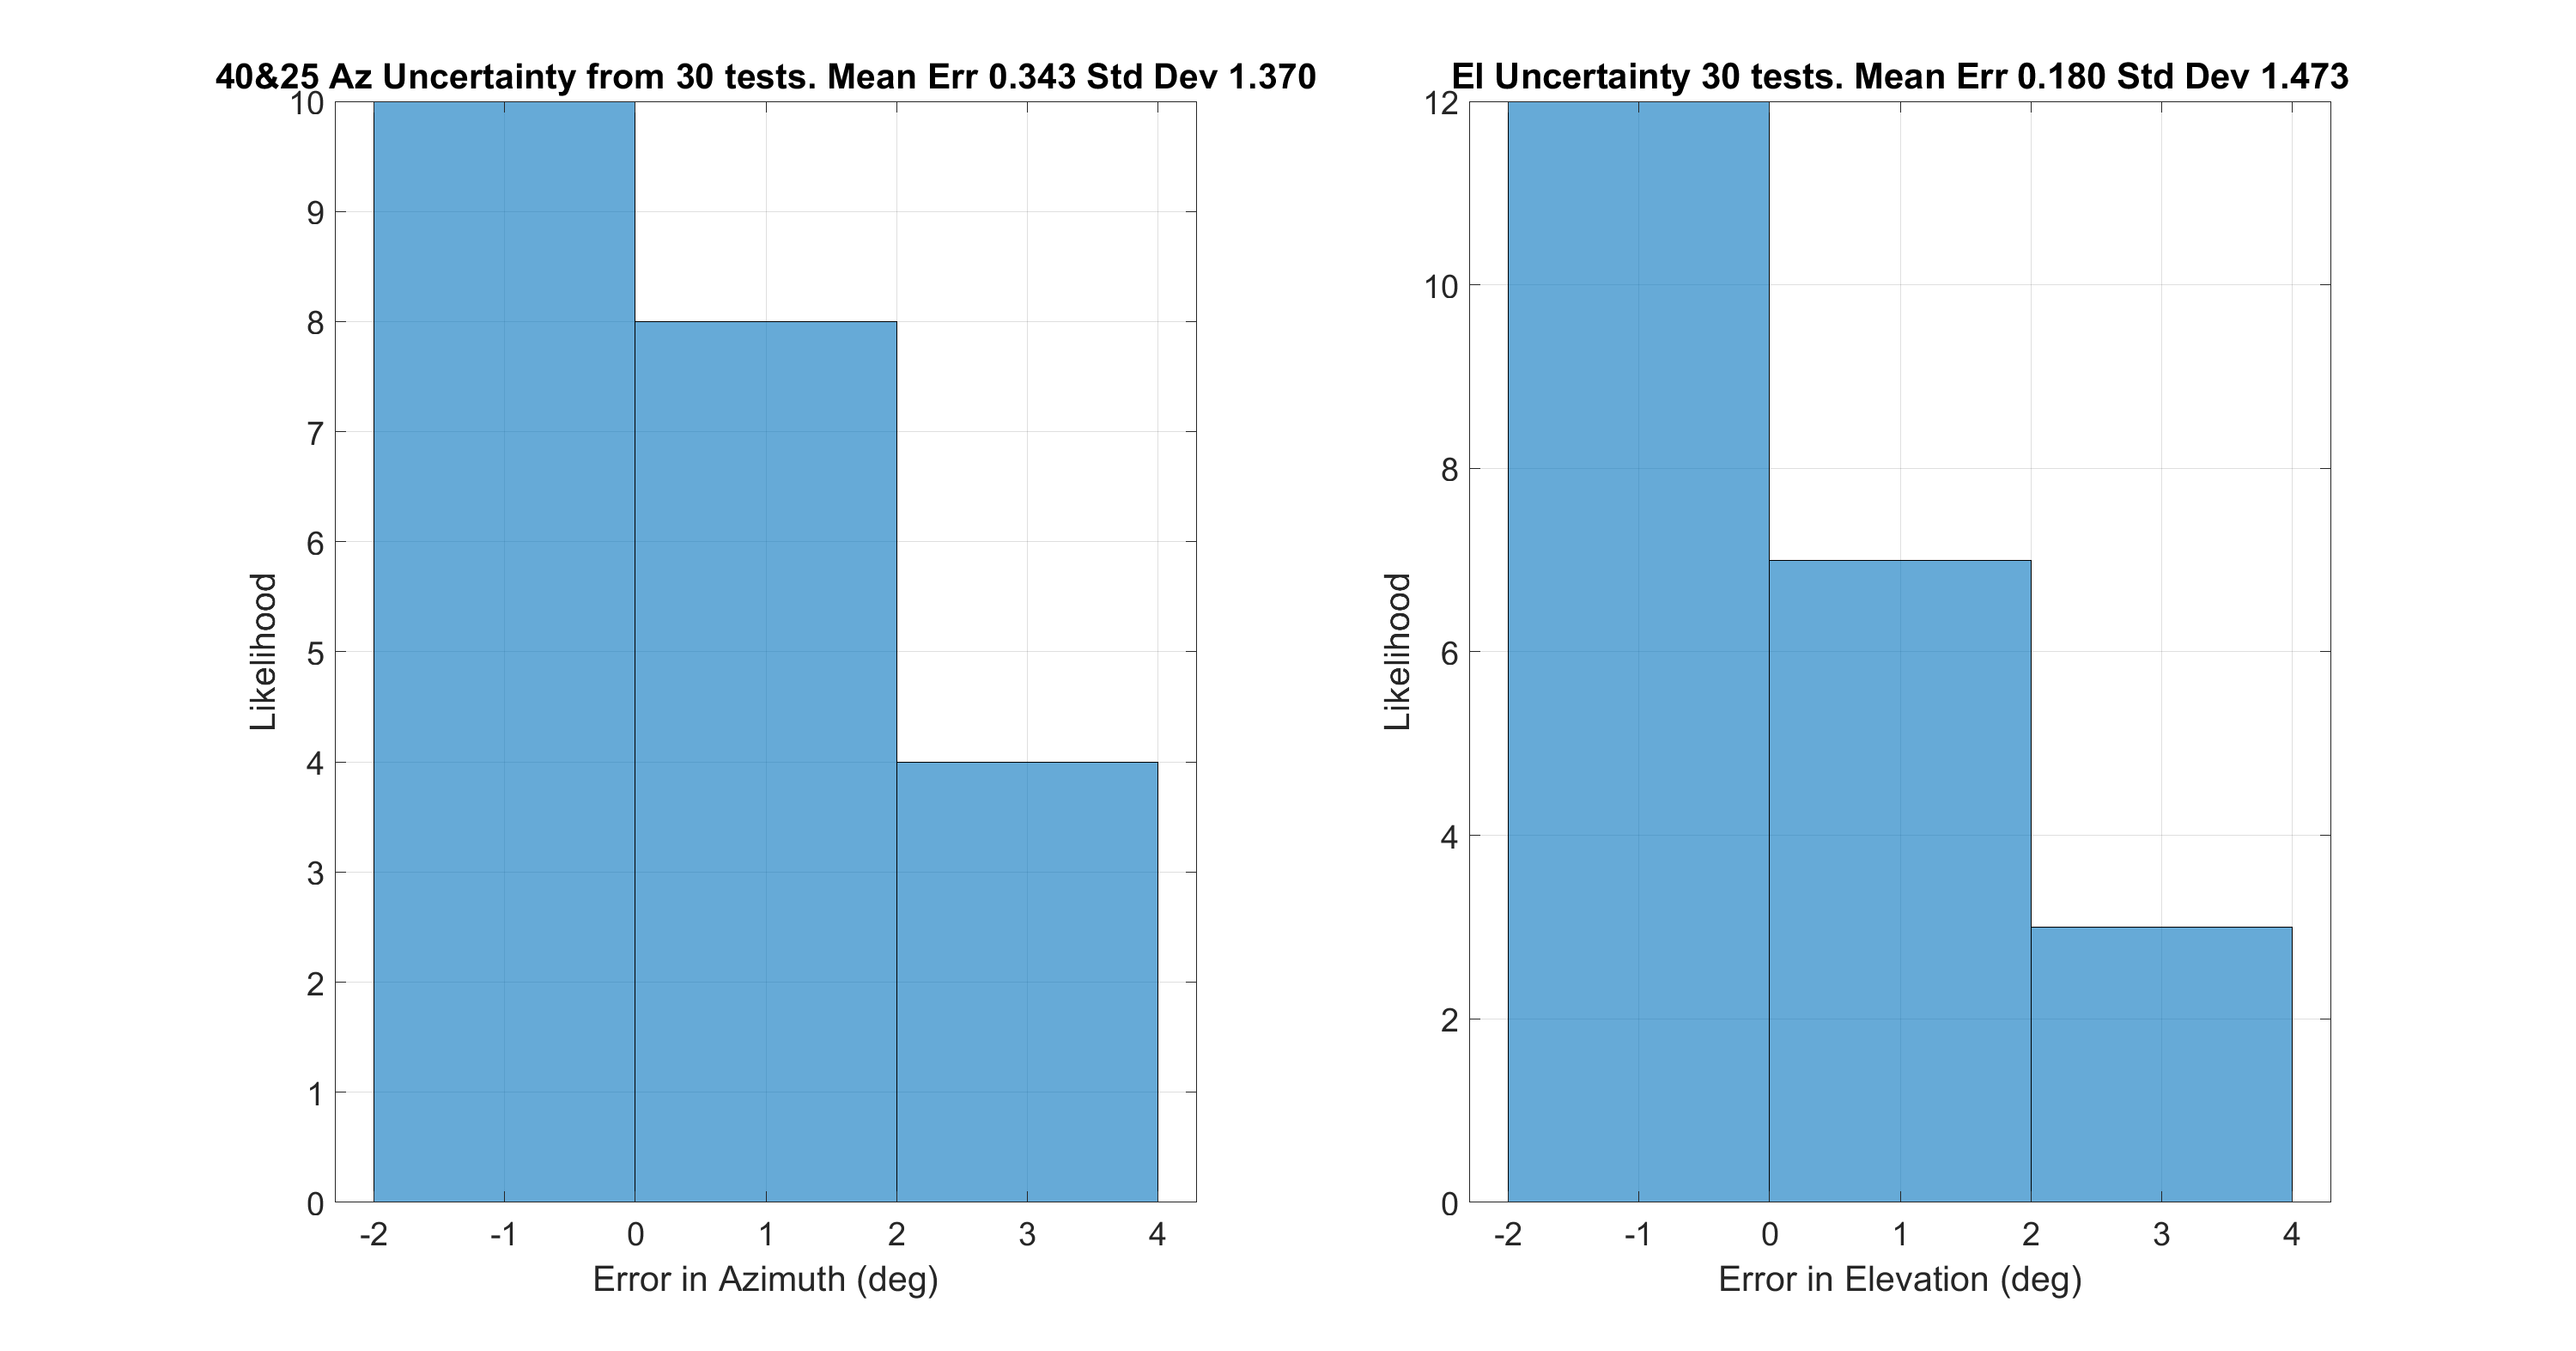 40&25 Az Uncertainty from 30 tests. Mean Err 0.343 Std Dev 1.370
10
9
8
7
6
5
4
3
2
1
0
Likelihood
-2 -1 0 1 2 3 4
Error in Azimuth (deg)
El Uncertainty 30 tests. Mean Err 0.180 Std Dev 1.473
12
10
8
6
4
2
0
Likelihood
-2 -1 0 1 2 3 4
Error in Elevation (deg)